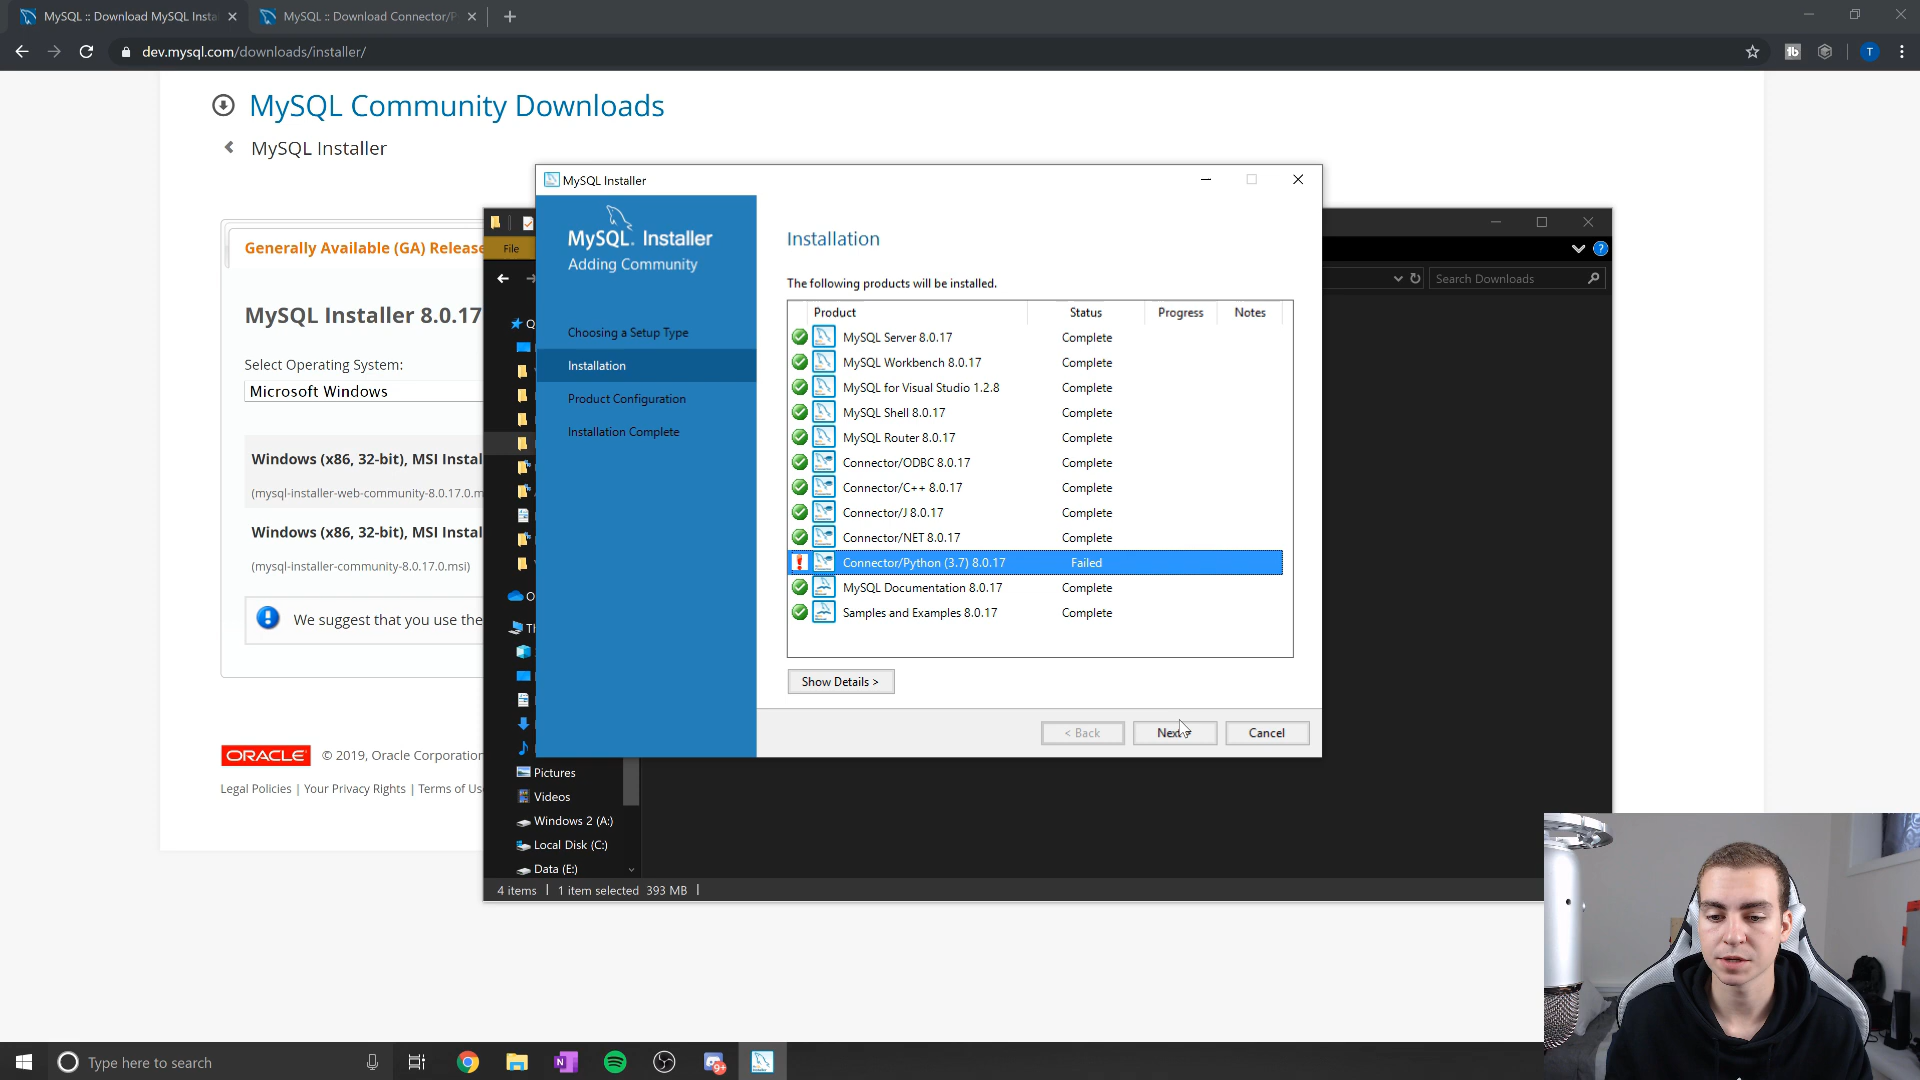 MySQL :: Download MySQL Insta
MySQL :: Download Connector/P
dev.mysql.com/downloads/installer/
T
MySQL Community Downloads
MySQL Installer
Generally Available (GA) Release
MySQL Installer 8.0.17
Select Operating System:
Microsoft Windows
Windows (x86, 32-bit), MSI Instal
(mysql-installer-web-community-8.0.17.0.m
Windows (x86, 32-bit), MSI Instal
(mysql-installer-community-8.0.17.0.msi)
We suggest that you use the
ORACLE © 2019, Oracle Corporation
Legal Policies | Your Privacy Rights | Terms of Us
File
Search Downloads
Pictures
Videos
Windows 2 (A:)
Local Disk (C:)
Data (E:)
4 items 1 item selected 393 MB
MySQL Installer
MySQL. Installer
Adding Community
Choosing a Setup Type
Installation
Product Configuration
Installation Complete
Installation
The following products will be installed.
Product Status Progress Notes
MySQL Server 8.0.17 Complete
MySQL Workbench 8.0.17 Complete
MySQL for Visual Studio 1.2.8 Complete
MySQL Shell 8.0.17 Complete
MySQL Router 8.0.17 Complete
Connector/ODBC 8.0.17 Complete
Connector/C++ 8.0.17 Complete
Connector/J 8.0.17 Complete
Connector/NET 8.0.17 Complete
Connector/Python (3.7) 8.0.17 Failed
MySQL Documentation 8.0.17 Complete
Samples and Examples 8.0.17 Complete
Show Details >
< Back Next > Cancel
Type here to search